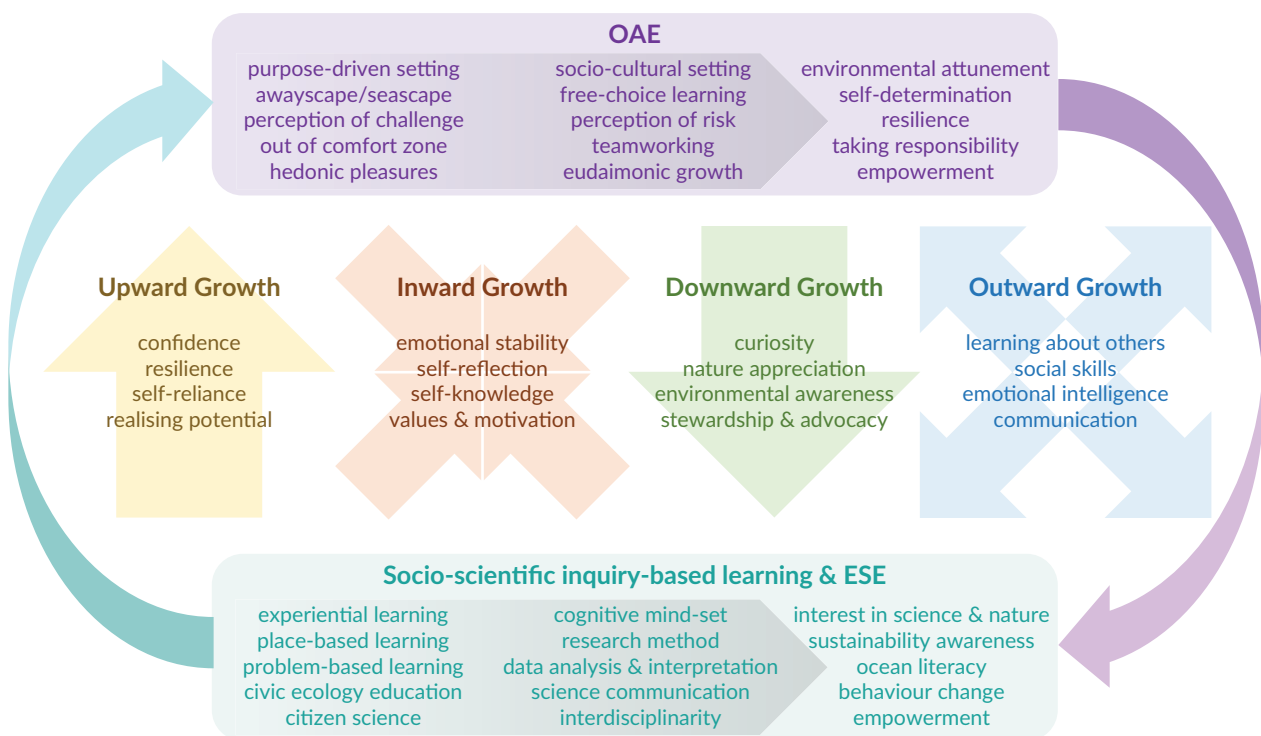 OAE
purpose-driven setting
awayscape/seascape
perception of challenge
out of comfort zone
hedonic pleasures
socio-cultural setting
free-choice learning
perception of risk
teamworking
eudaimonic growth
environmental attunement
self-determination
resilience
taking responsibility
empowerment
Upward Growth
confidence
resilience
self-reliance
realising potential
Inward Growth
emotional stability
self-reflection
self-knowledge
values & motivation
Downward Growth
curiosity
nature appreciation
environmental awareness
stewardship & advocacy
Outward Growth
learning about others
social skills
emotional intelligence
communication
Socio-scientific inquiry-based learning & ESE
experiential learning
place-based learning
problem-based learning
civic ecology education
citizen science
cognitive mind-set
research method
data analysis & interpretation
science communication
interdisciplinarity
interest in science & nature
sustainability awareness
ocean literacy
behaviour change
empowerment